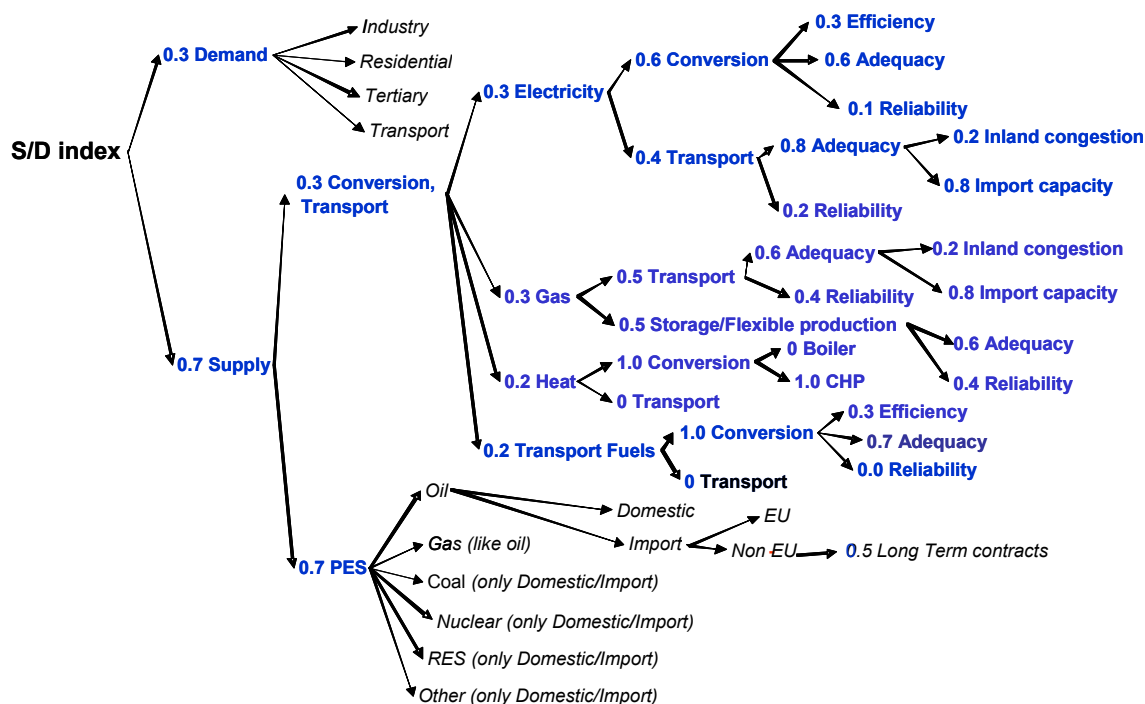 S/D index
0.3 Demand
Industry
Residential
Tertiary
Transport
0.7 Supply
0.3 Conversion,
Transport
0.3 Electricity
0.6 Conversion
0.3 Efficiency
0.6 Adequacy
0.1 Reliability
0.4 Transport
0.8 Adequacy
0.2 Inland congestion
0.8 Import capacity
0.2 Reliability
0.3 Gas
0.5 Transport
0.6 Adequacy
0.2 Inland congestion
0.8 Import capacity
0.4 Reliability
0.5 Storage/Flexible production
0.6 Adequacy
0.4 Reliability
0.2 Heat
1.0 Conversion
0 Boiler
1.0 CHP
0 Transport
0.2 Transport Fuels
1.0 Conversion
0.3 Efficiency
0.7 Adequacy
0.0 Reliability
0 Transport
0.7 PES
Oil
Domestic
Import
EU
Non EU
0.5 Long Term contracts
Gas (like oil)
Coal (only Domestic/Import)
Nuclear (only Domestic/Import)
RES (only Domestic/Import)
Other (only Domestic/Import)